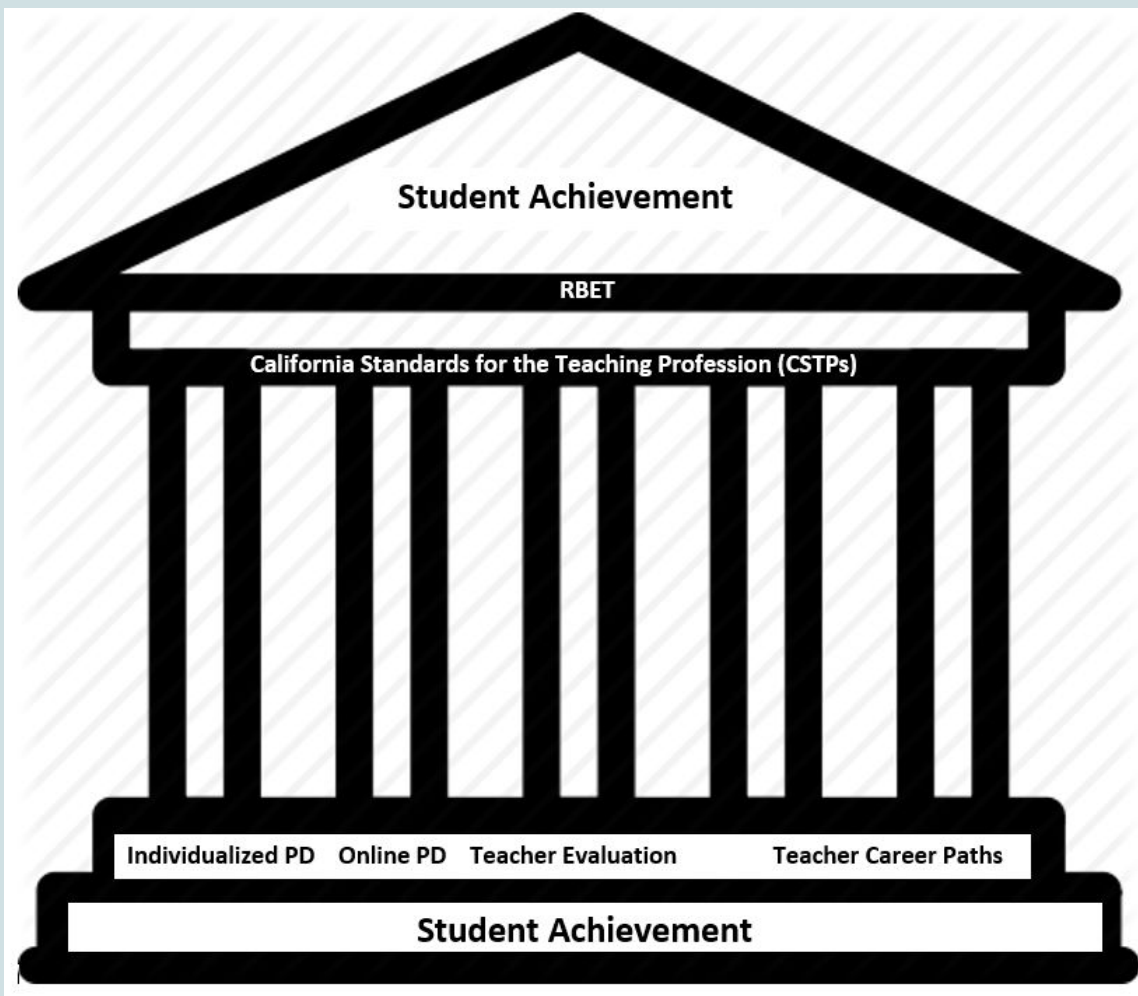 Student Achievement
RBET
California Standards for the Teaching Profession (CSTPs)
Individualized PD Online PD Teacher Evaluation Teacher Career Paths
Student Achievement